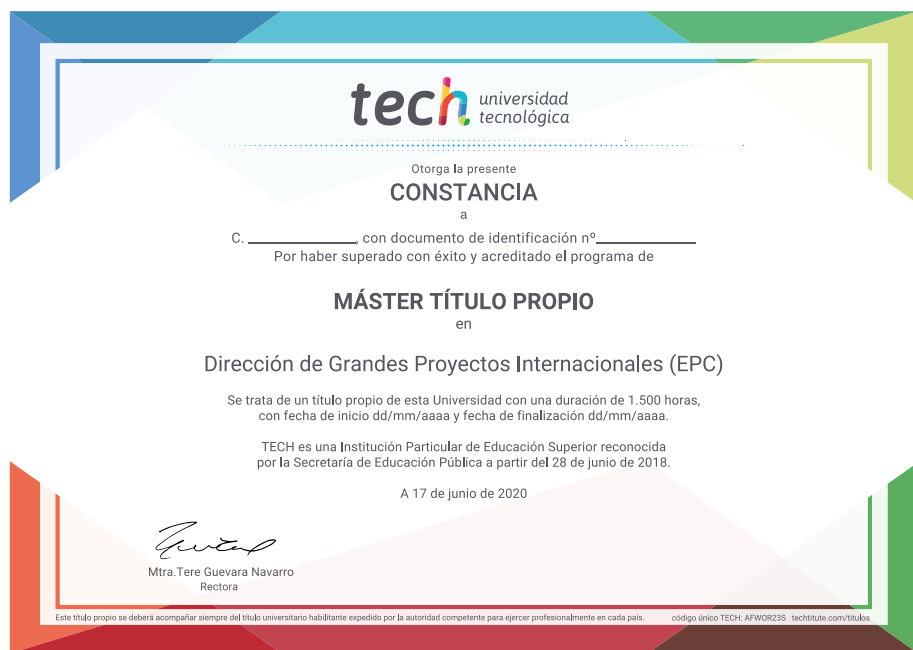 tech universidad
tecnológica
Otorga la presente
CONSTANCIA
a
C. ____________, con documento de identificación nº___________
Por haber superado con éxito y acreditado el programa de
MÁSTER TÍTULO PROPIO
en
Dirección de Grandes Proyectos Internacionales (EPC)
Se trata de un título propio de esta Universidad con una duración de 1.500 horas,
con fecha de inicio dd/mm/aaaa y fecha de finalización dd/mm/aaaa.
TECH es una Institución Particular de Educación Superior reconocida
por la Secretaría de Educación Pública a partir del 28 de junio de 2018.
A 17 de junio de 2020
Mtra.Tere Guevara Navarro
Rectora
Este título propio se deberá acompañar siempre del título universitario habilitante expedido por la autoridad competente para ejercer profesionalmente en cada país. código único TECH: AFWOR23S techtitute.com/titulos